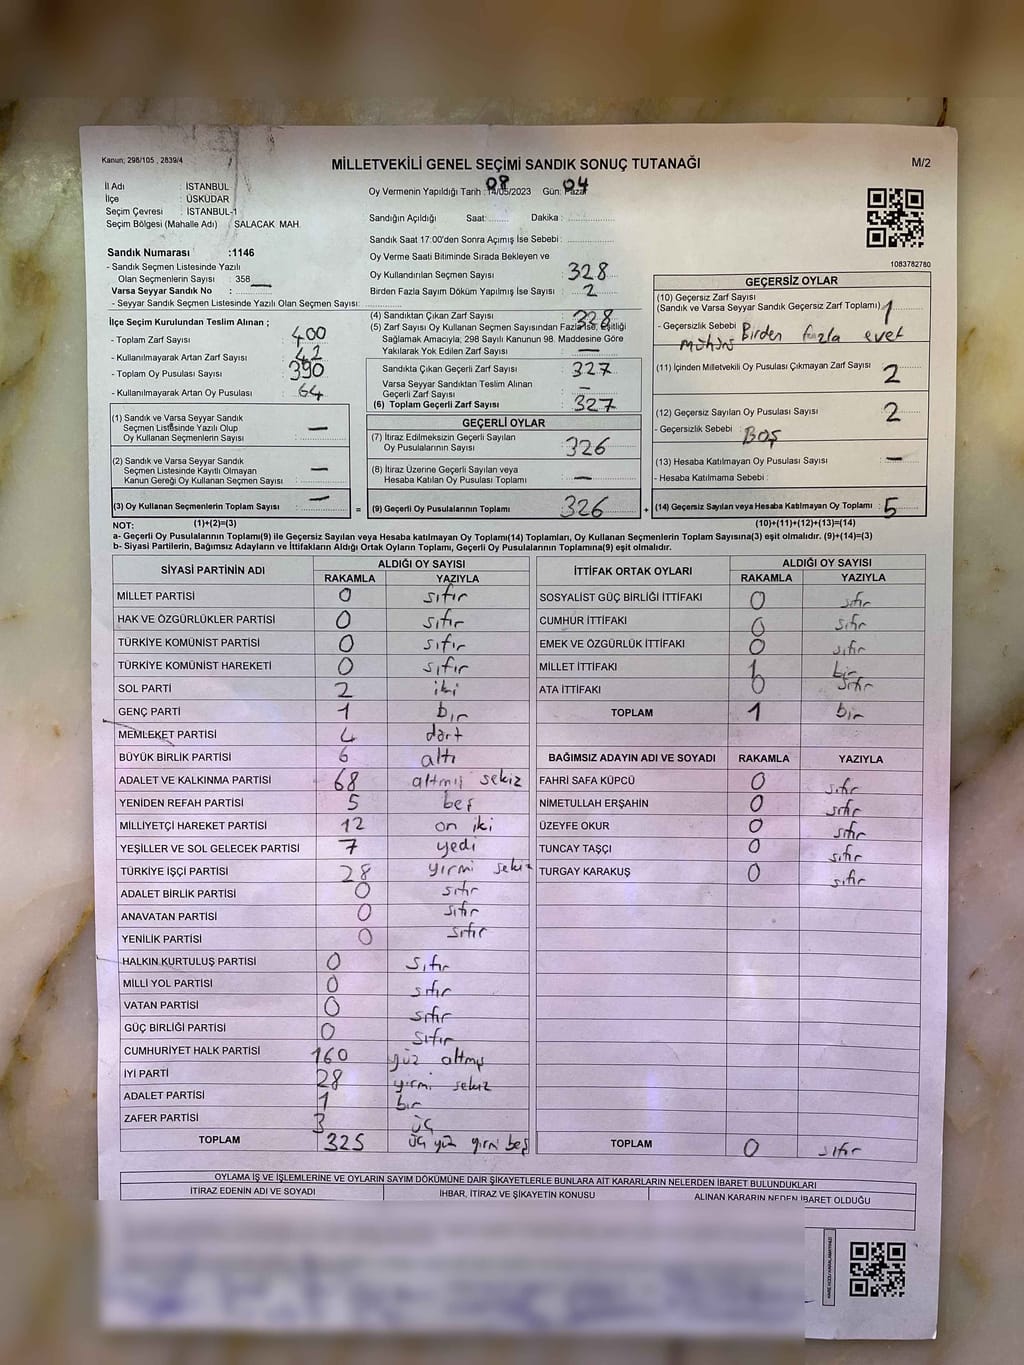 Kanun; 298/105 , 2839/4
MİLLETVEKİLİ GENEL SEÇİMİ SANDIK SONUÇ TUTANAĞI
M/2
İl Adı : İSTANBUL
İlçe : ÜSKÜDAR
Seçim Çevresi : İSTANBUL-1
Seçim Bölgesi (Mahalle Adı) : SALACAK MAH.
Oy Vermenin Yapıldığı Tarih : 14/05/2023 Gün: Pazar
08 04
Sandığın Açıldığı Saat: Dakika :
Sandık Saat 17:00'den Sonra Açımış İse Sebebi:
Oy Verme Saati Bitiminde Sırada Bekleyen ve
Oy Kullandırılan Seçmen Sayısı 328
Birden Fazla Sayım Döküm Yapılmış İse Sayısı : 2
Sandık Numarası :1146
- Sandık Seçmen Listesinde Yazılı
Olan Seçmenlerin Sayısı : 358
Varsa Seyyar Sandık No :
- Seyyar Sandık Seçmen Listesinde Yazılı Olan Seçmen Sayısı:
1083782780
İlçe Seçim Kurulundan Teslim Alınan ;
- Toplam Zarf Sayısı : 400
- Kullanılmayarak Artan Zarf Sayısı : 42
- Toplam Oy Pusulası Sayısı : 390
- Kullanılmayarak Artan Oy Pusulası : 64
(1) Sandık ve Varsa Seyyar Sandık
Seçmen Listesinde Yazılı Olup
Oy Kullanan Seçmenlerin Sayısı : —
(2) Sandık ve Varsa Seyyar Sandık
Seçmen Listesinde Kayıtlı Olmayan
Kanun Gereği Oy Kullanan Seçmen Sayısı : —
(3) Oy Kullanan Seçmenlerin Toplam Sayısı : —
(4) Sandıktan Çıkan Zarf Sayısı : 328
(5) Zarf Sayısı Oy Kullanan Seçmen Sayısından Fazla İse, Eşitliği
Sağlamak Amacıyla; 298 Sayılı Kanunun 98. Maddesine Göre
Yakılarak Yok Edilen Zarf Sayısı : —
Sandıkta Çıkan Geçerli Zarf Sayısı 327
Varsa Seyyar Sandıktan Teslim Alınan
Geçerli Zarf Sayısı : —
(6) Toplam Geçerli Zarf Sayısı : 327
GEÇERLİ OYLAR
(7) İtiraz Edilmeksizin Geçerli Sayılan
Oy Pusulalarının Sayısı : 326
(8) İtiraz Üzerine Geçerli Sayılan veya
Hesaba Katılan Oy Pusulası Toplamı : —
= (9) Geçerli Oy Pusulalarının Toplamı : 326 +
GEÇERSİZ OYLAR
(10) Geçersiz Zarf Sayısı
(Sandık ve Varsa Seyyar Sandık Geçersiz Zarf Toplamı) 1
- Geçersizlik Sebebi : Birden fazla evet
Mührü
(11) İçinden Milletvekili Oy Pusulası Çıkmayan Zarf Sayısı : 2
(12) Geçersiz Sayılan Oy Pusulası Sayısı : 2
- Geçersizlik Sebebi : BOŞ
(13) Hesaba Katılmayan Oy Pusulası Sayısı : —
- Hesaba Katılmama Sebebi :
(14) Geçersiz Sayılan veya Hesaba Katılmayan Oy Toplamı : 5
NOT: (1)+(2)=(3) (10)+(11)+(12)+(13)=(14)
a- Geçerli Oy Pusulalarının Toplamı(9) ile Geçersiz Sayılan veya Hesaba Katılmayan Oy Toplamı(14) Toplamları, Oy Kullanan Seçmenlerin Toplam Sayısına(3) eşit olmalıdır. (9)+(14)=(3)
b- Siyasi Partilerin, Bağımsız Adayların ve İttifakların Aldığı Ortak Oyların Toplamı, Geçerli Oy Pusulalarının Toplamına(9) eşit olmalıdır.
SİYASİ PARTİNİN ADI ALDIĞI OY SAYISI
RAKAMLA YAZIYLA
MİLLET PARTİSİ 0 sıfır
HAK VE ÖZGÜRLÜKLER PARTİSİ 0 sıfır
TÜRKİYE KOMÜNİST PARTİSİ 0 sıfır
TÜRKİYE KOMÜNİST HAREKETİ 0 sıfır
SOL PARTİ 2 iki
GENÇ PARTİ 1 bir
MEMLEKET PARTİSİ 4 dört
BÜYÜK BİRLİK PARTİSİ 6 altı
ADALET VE KALKINMA PARTİSİ 68 altmış sekiz
YENİDEN REFAH PARTİSİ 5 beş
MİLLİYETÇİ HAREKET PARTİSİ 12 on iki
YEŞİLLER VE SOL GELECEK PARTİSİ 7 yedi
TÜRKİYE İŞÇİ PARTİSİ 28 yirmi sekiz
ADALET BİRLİK PARTİSİ 0 sıfır
ANAVATAN PARTİSİ 0 sıfır
YENİLİK PARTİSİ 0 sıfır
HALKIN KURTULUŞ PARTİSİ 0 sıfır
MİLLİ YOL PARTİSİ 0 sıfır
VATAN PARTİSİ 0 sıfır
GÜÇ BİRLİĞİ PARTİSİ 0 sıfır
CUMHURİYET HALK PARTİSİ 160 yüz altmış
İYİ PARTİ 28 yirmi sekiz
ADALET PARTİSİ 1 bir
ZAFER PARTİSİ 3 üç
TOPLAM 325 üç yüz yirmi beş
İTTİFAK ORTAK OYLARI ALDIĞI OY SAYISI
RAKAMLA YAZIYLA
SOSYALİST GÜÇ BİRLİĞİ İTTİFAKI 0 sıfır
CUMHUR İTTİFAKI 0 sıfır
EMEK VE ÖZGÜRLÜK İTTİFAKI 0 sıfır
MİLLET İTTİFAKI 1 bir
ATA İTTİFAKI 0 sıfır
TOPLAM 1 bir
BAĞIMSIZ ADAYIN ADI VE SOYADI RAKAMLA YAZIYLA
FAHRİ SAFA KÜPCÜ 0 sıfır
NİMETULLAH ERŞAHİN 0 sıfır
ÜZEYFE OKUR 0 sıfır
TUNCAY TAŞÇI 0 sıfır
TURGAY KARAKUŞ 0 sıfır
TOPLAM 0 sıfır
OYLAMA İŞ VE İŞLEMLERİNE VE OYLARIN SAYIM DÖKÜMÜNE DAİR ŞİKAYETLERLE BUNLARA AİT KARARLARIN NELERDEN İBARET BULUNDUKLARI
İTİRAZ EDENİN ADI VE SOYADI İHBAR, İTİRAZ VE ŞİKAYETİN KONUSU ALINAN KARARIN NEDEN İBARET OLDUĞU